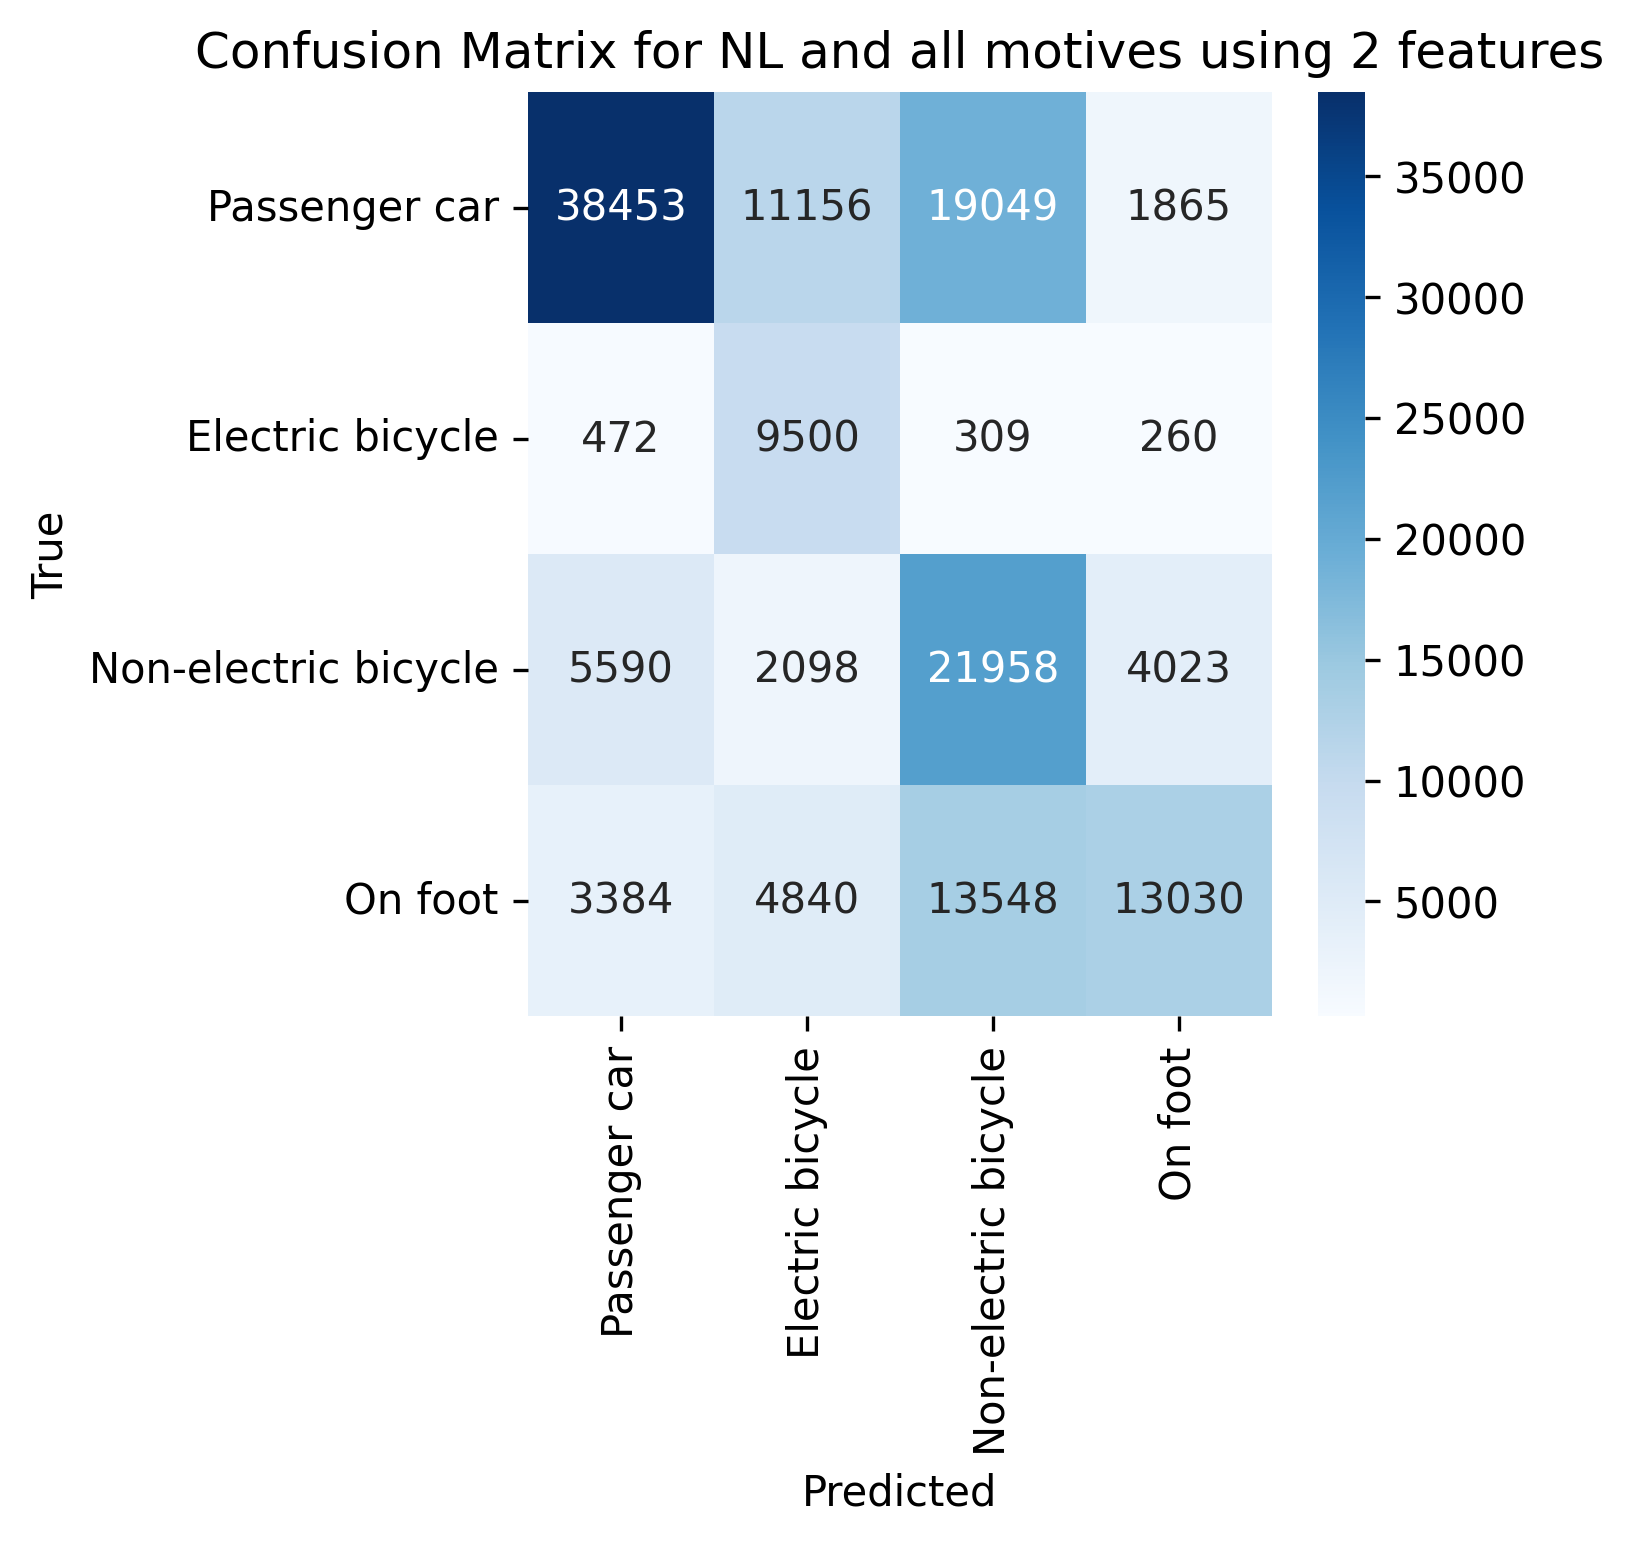 Confusion Matrix for NL and all motives using 2 features
True
Passenger car
38453 11156 19049 1865
Electric bicycle
472 9500 309 260
Non-electric bicycle
5590 2098 21958 4023
On foot
3384 4840 13548 13030
Passenger car
Electric bicycle
Non-electric bicycle
On foot
Predicted
35000
30000
25000
20000
15000
10000
5000